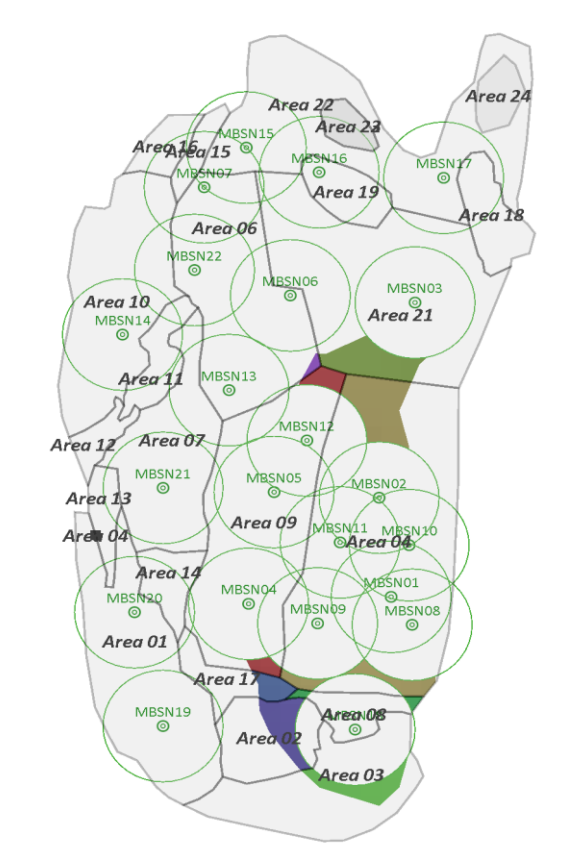 Area 24
Area 22
Area 23
MBSN15
Area 16
Area 15
MBSN16
MBSN17
MBSN07
Area 19
Area 18
Area 06
MBSN22
MBSN06
MBSN03
Area 10
Area 21
MBSN14
Area 11
MBSN13
MBSN12
Area 12
Area 07
MBSN21
MBSN05
MBSN02
Area 13
Area 09
MBSN11
MBSN10
Area 04
Area 04
Area 14
MBSN04
MBSN01
MBSN20
MBSN09
MBSN08
Area 01
Area 17
MBSN19
Area 08
Area 02
Area 03